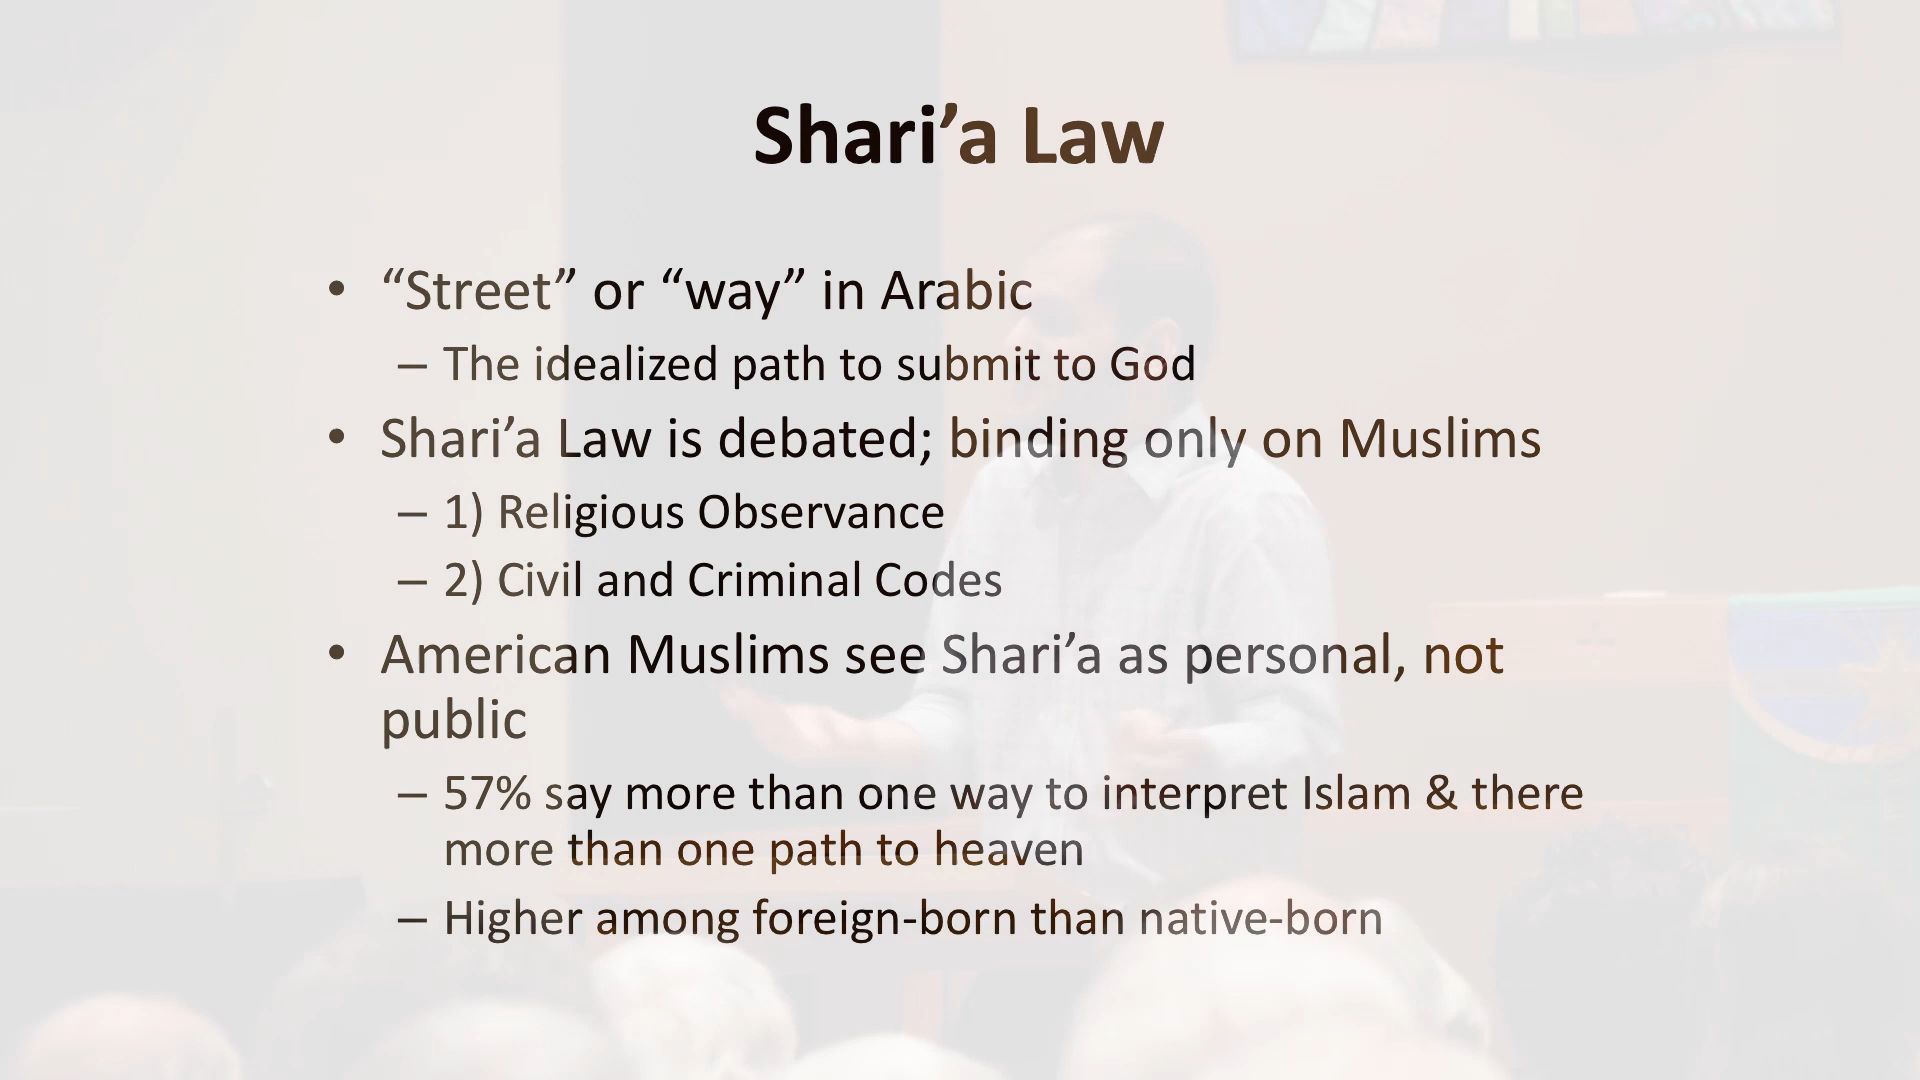 Shari’a Law
• “Street” or “way” in Arabic
– The idealized path to submit to God
• Shari’a Law is debated; binding only on Muslims
– 1) Religious Observance
– 2) Civil and Criminal Codes
• American Muslims see Shari’a as personal, not
public
– 57% say more than one way to interpret Islam & there
more than one path to heaven
– Higher among foreign-born than native-born